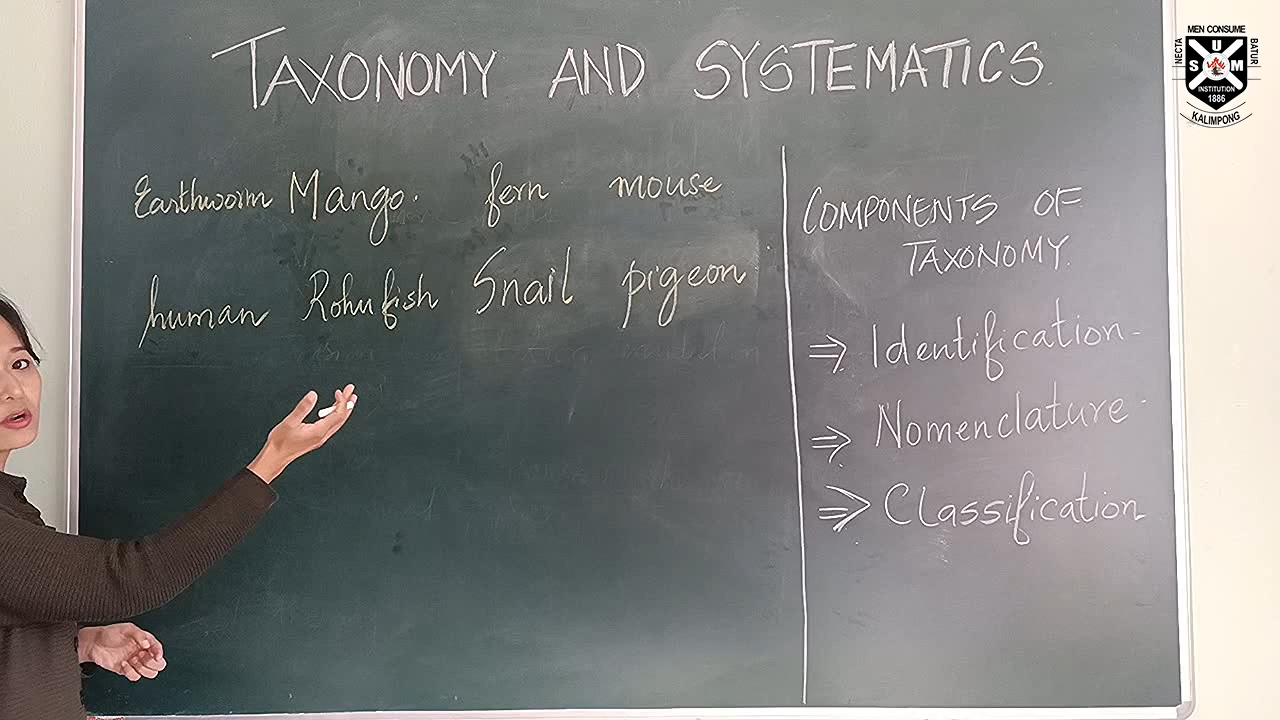 TAXONOMY AND SYSTEMATICS
Earthworm Mango. fern mouse
human Rohufish Snail pigeon
COMPONENTS OF
TAXONOMY.
⇒ Identification
⇒ Nomenclature
⇒ Classification
MEN CONSUME
NECTA
BATUR
S U M
INSTITUTION
1886
KALIMPONG